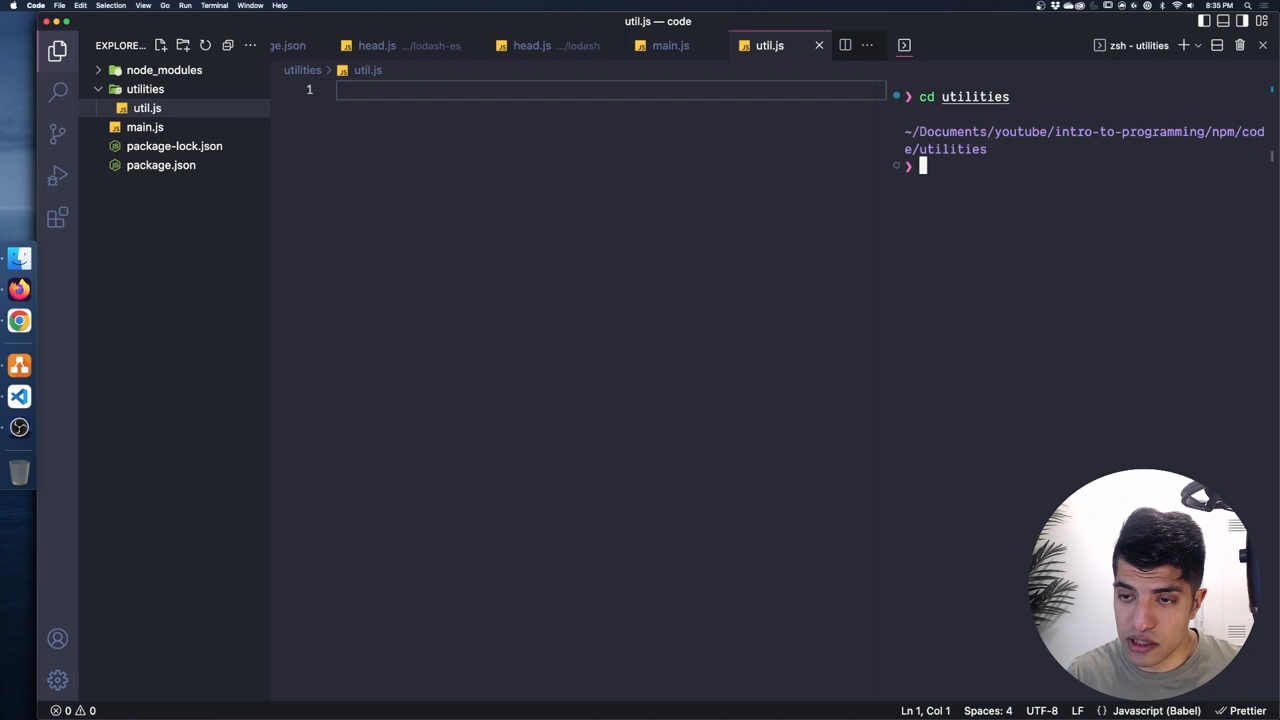 Code File Edit Selection View Go Run Terminal Window Help 8:35 PM
util.js — code
EXPLORE... ge.json head.js .../lodash-es head.js .../lodash main.js util.js zsh - utilities
node_modules
utilities
util.js
main.js
package-lock.json
package.json
utilities util.js
1
❯ cd utilities
~/Documents/youtube/intro-to-programming/npm/cod
e/utilities
❯
0 0 Ln 1, Col 1 Spaces: 4 UTF-8 LF {} Javascript (Babel) Prettier